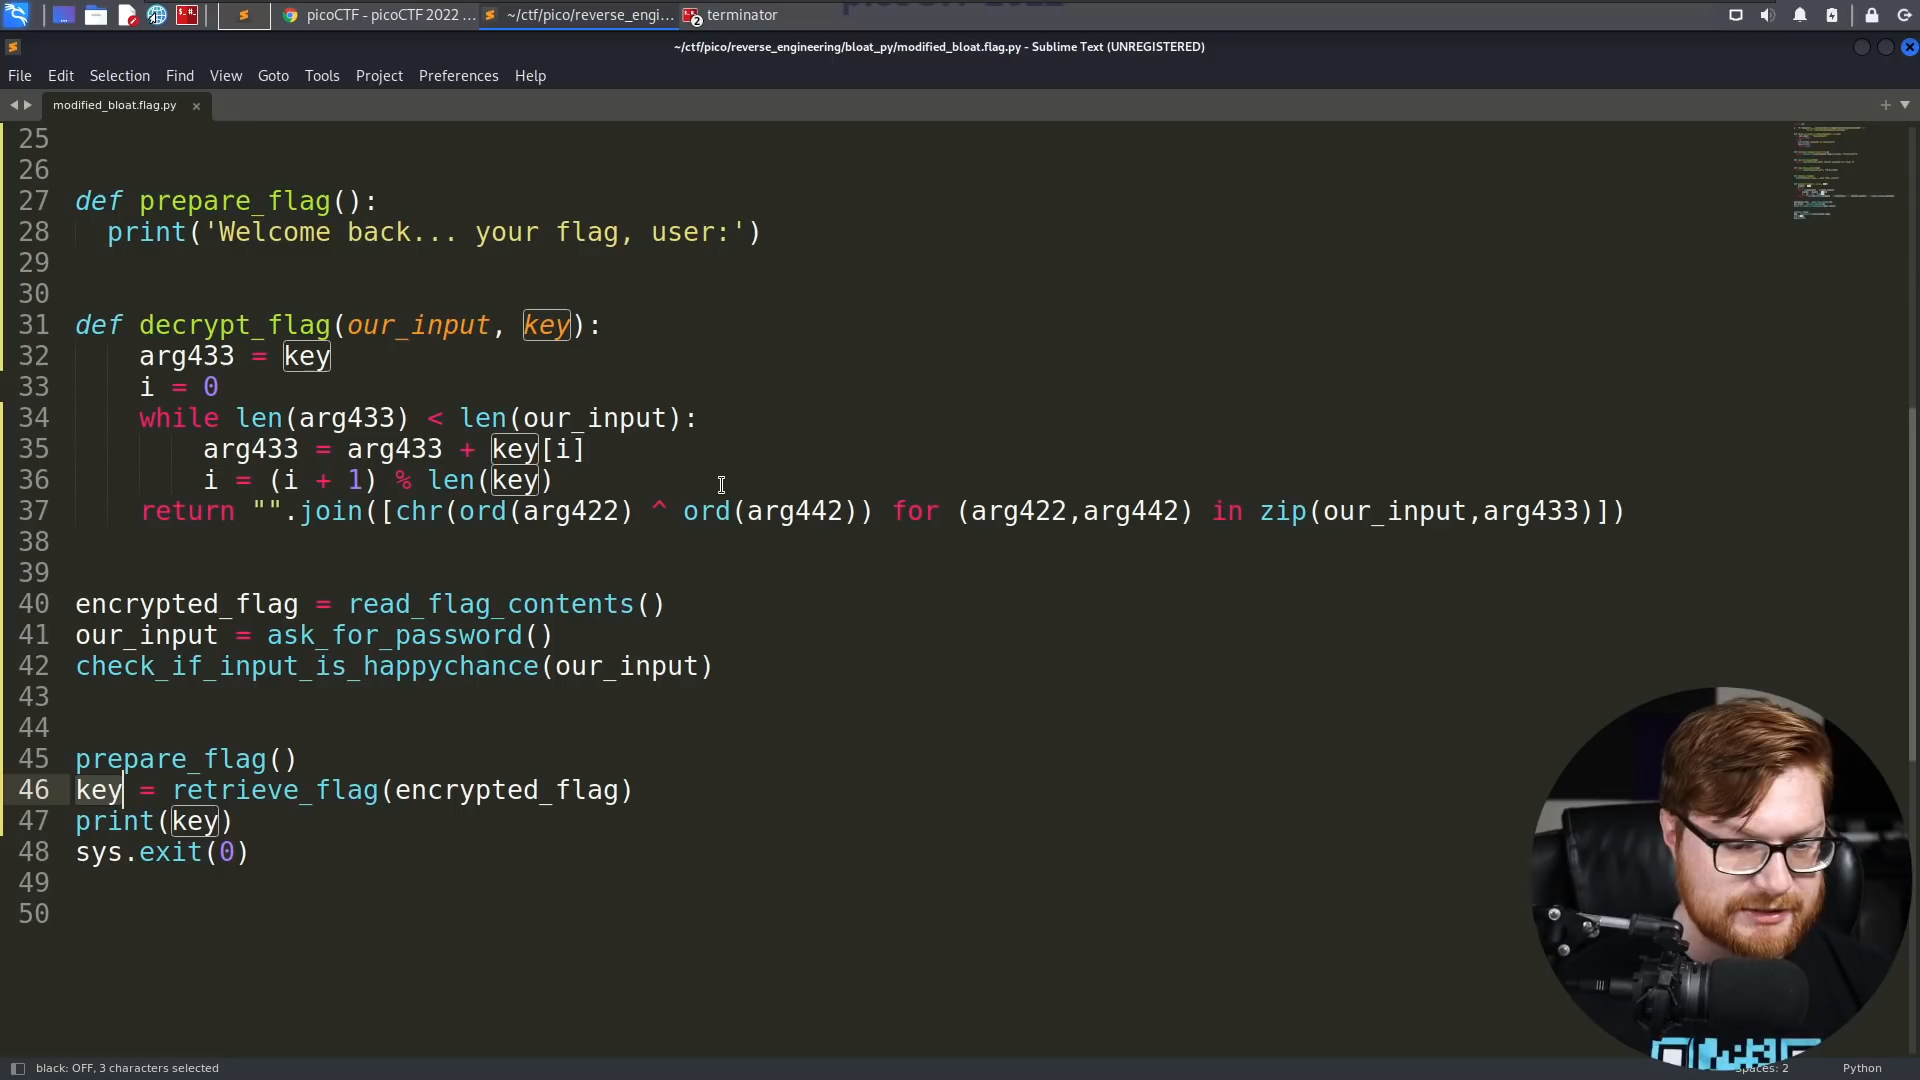 picoCTF - picoCTF 2022 ...
~/ctf/pico/reverse_engi...
2
terminator
~/ctf/pico/reverse_engineering/bloat_py/modified_bloat.flag.py - Sublime Text (UNREGISTERED)
File Edit Selection Find View Goto Tools Project Preferences Help
modified_bloat.flag.py
25
26
27 def prepare_flag():
28 print('Welcome back... your flag, user:')
29
30
31 def decrypt_flag(our_input, key):
32 arg433 = key
33 i = 0
34 while len(arg433) < len(our_input):
35 arg433 = arg433 + key[i]
36 i = (i + 1) % len(key)
37 return "".join([chr(ord(arg422) ^ ord(arg442)) for (arg422,arg442) in zip(our_input,arg433)])
38
39
40 encrypted_flag = read_flag_contents()
41 our_input = ask_for_password()
42 check_if_input_is_happychance(our_input)
43
44
45 prepare_flag()
46 key = retrieve_flag(encrypted_flag)
47 print(key)
48 sys.exit(0)
49
50
black: OFF, 3 characters selected
Spaces: 2
Python